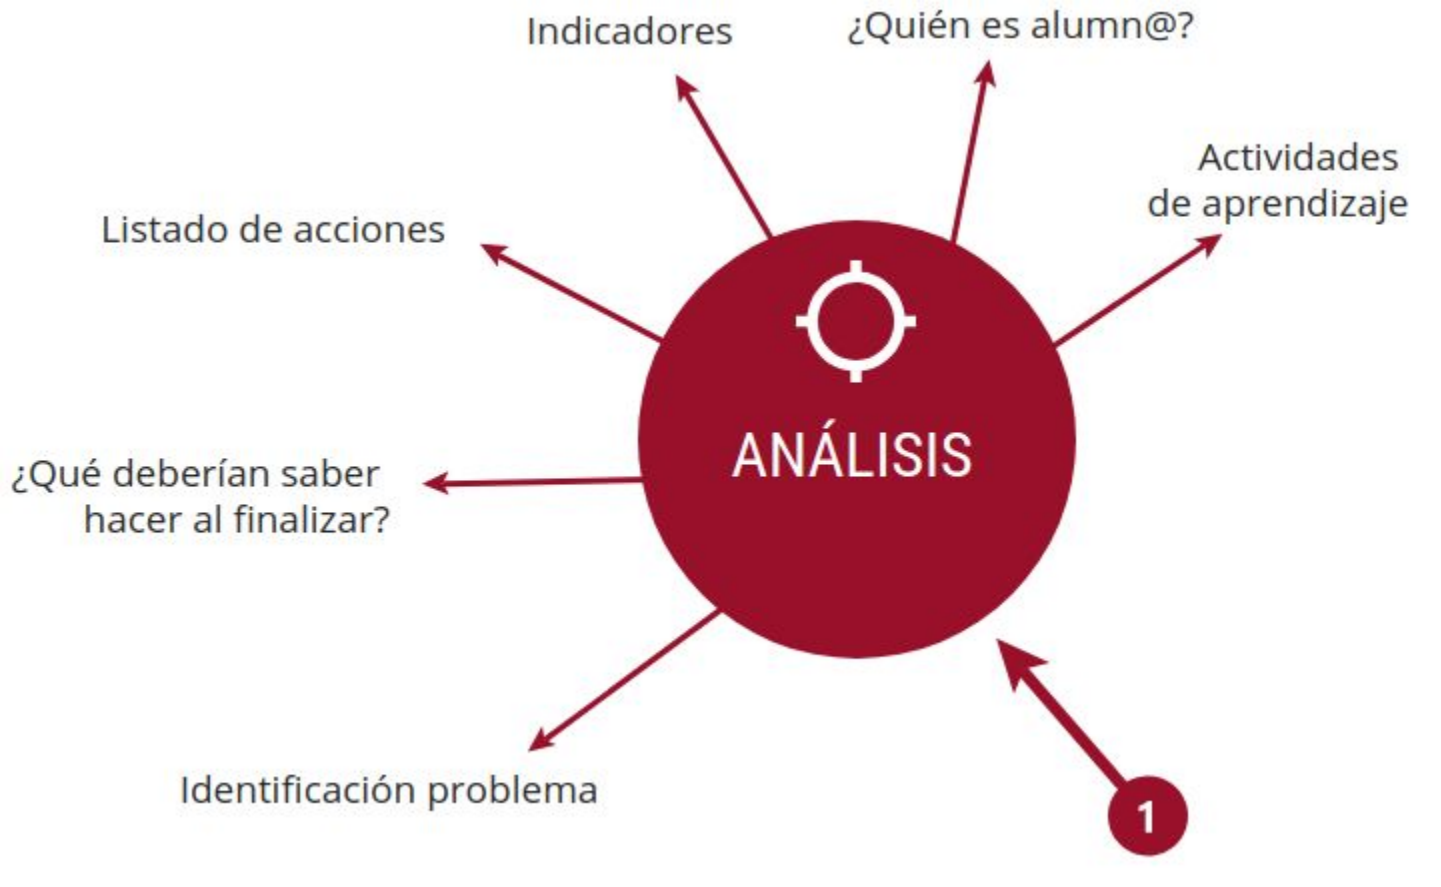 Indicadores
¿Quién es alumn@?
Actividades
de aprendizaje
Listado de acciones
ANÁLISIS
¿Qué deberían saber
hacer al finalizar?
Identificación problema
1